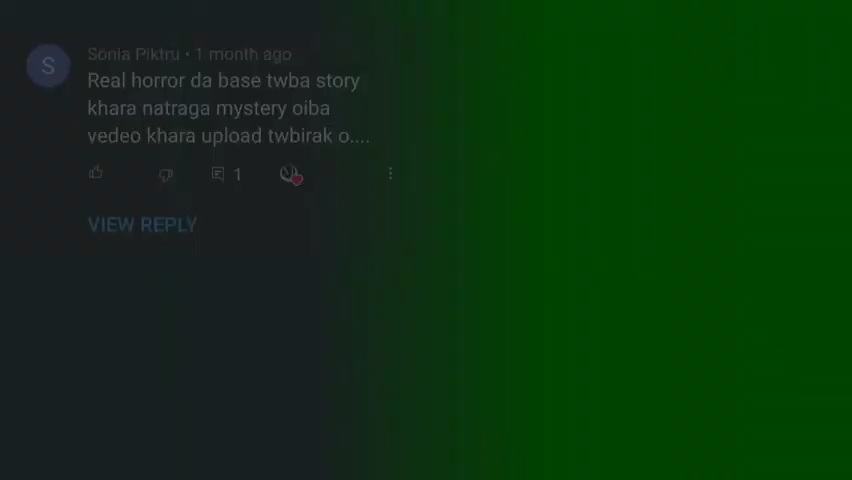 S
Sonia Piktru • 1 month ago
Real horror da base twba story
khara natraga mystery oiba
vedeo khara upload twbirak o....
1
VIEW REPLY